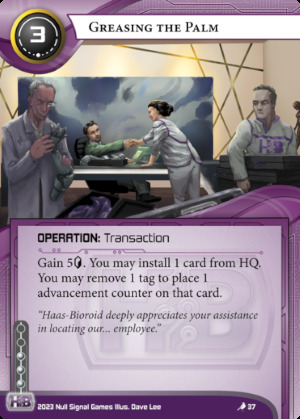 3
GREASING THE PALM
HB
OPERATION: Transaction
Gain 5. You may install 1 card from HQ.
You may remove 1 tag to place 1
advancement counter on that card.
"Haas-Bioroid deeply appreciates your assistance
in locating our... employee."
HB
2023 Null Signal Games Illus. Dave Lee
37